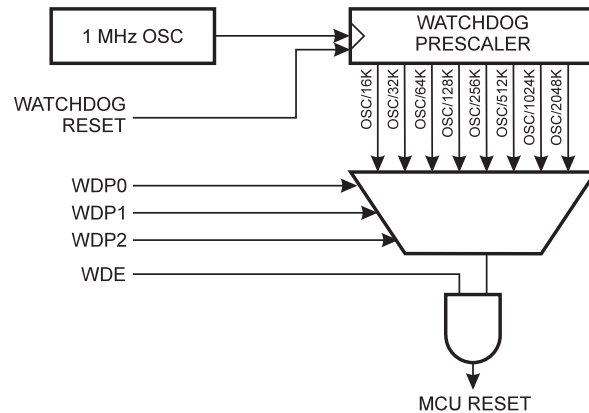 1 MHz OSC
WATCHDOG
PRESCALER
WATCHDOG
RESET
OSC/16K
OSC/32K
OSC/64K
OSC/128K
OSC/256K
OSC/512K
OSC/1024K
OSC/2048K
WDP0
WDP1
WDP2
WDE
MCU RESET